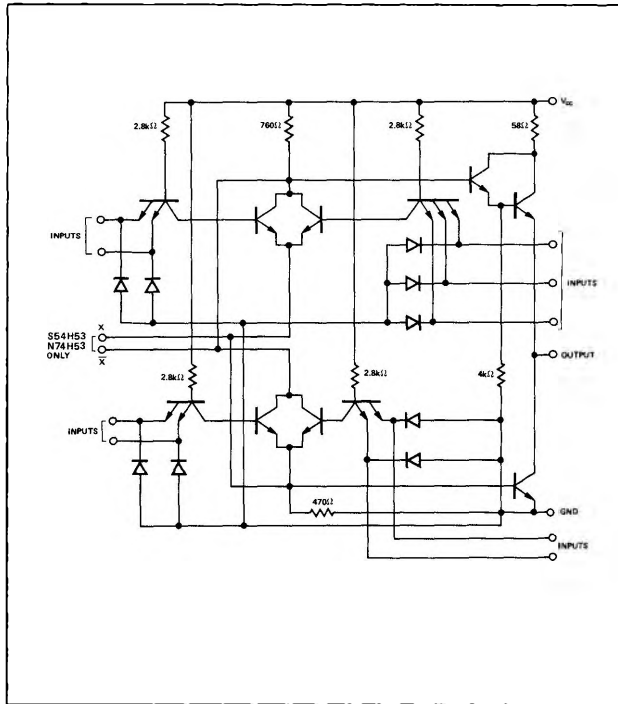 V_CC
2.8kΩ
760Ω
2.8kΩ
58Ω
INPUTS
INPUTS
X
S54H53
N74H53
ONLY
X̅
OUTPUT
2.8kΩ
2.8kΩ
4kΩ
INPUTS
470Ω
GND
INPUTS